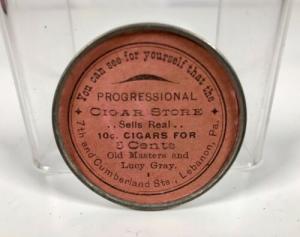 You can see for yourself that the
PROGRESSIONAL
CIGAR STORE
..Sells Real..
10c. CIGARS FOR
5 Cents
Old Masters and
Lucy Gray.
7th and Cumberland Sts., Lebanon, Pa.